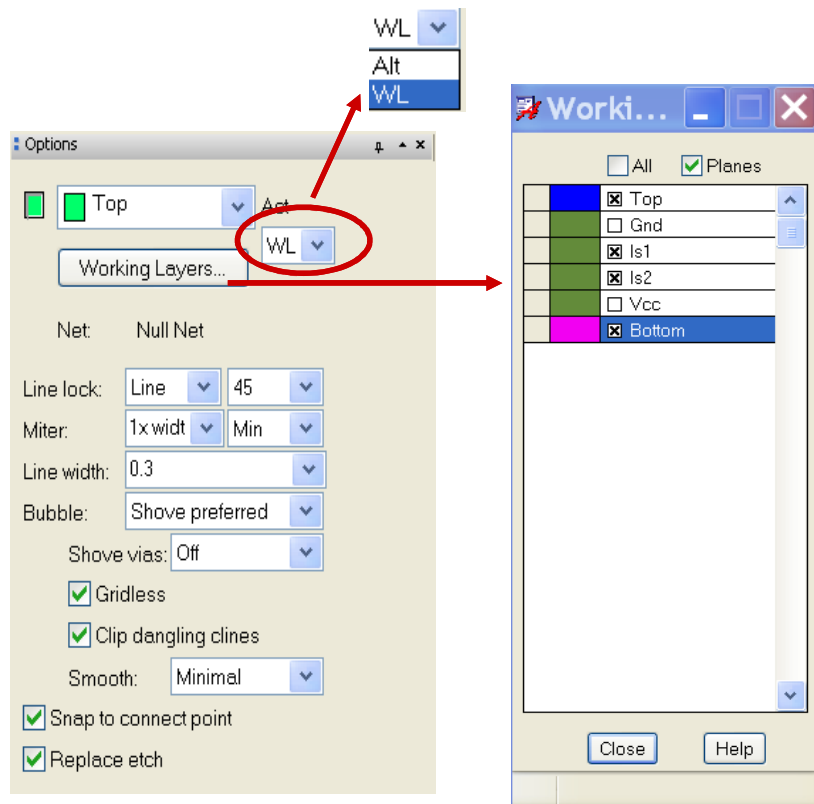 WL
Alt
WL
Options
Top
Act
WL
Working Layers...
Net: Null Net
Line lock: Line 45
Miter: 1x widt Min
Line width: 0.3
Bubble: Shove preferred
Shove vias: Off
Gridless
Clip dangling clines
Smooth: Minimal
Snap to connect point
Replace etch
Worki...
All Planes
Top
Gnd
Is1
Is2
Vcc
Bottom
Close Help